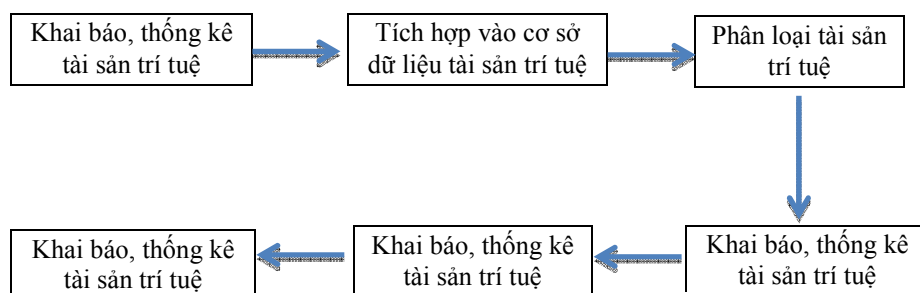 Khai báo, thống kê
tài sản trí tuệ
Tích hợp vào cơ sở
dữ liệu tài sản trí tuệ
Phân loại tài sản
trí tuệ
Khai báo, thống kê
tài sản trí tuệ
Khai báo, thống kê
tài sản trí tuệ
Khai báo, thống kê
tài sản trí tuệ